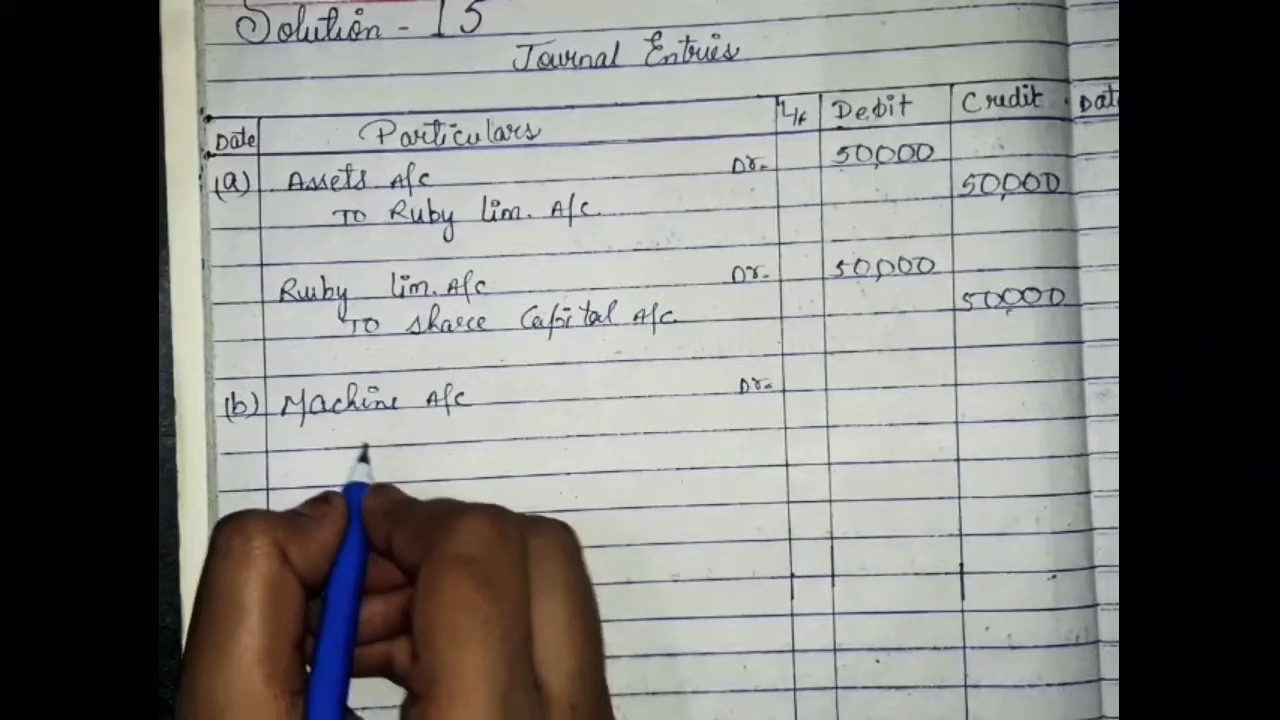 Solution - 15
Journal Entries
Date Particulars L/f Debit Credit Dat
(a) Assets A/c Dr. 50,000
To Ruby lim. A/c 50,000
Ruby lim. A/c Dr. 50,000
To share Capital A/c 50,000
(b) Machine A/c Dr.